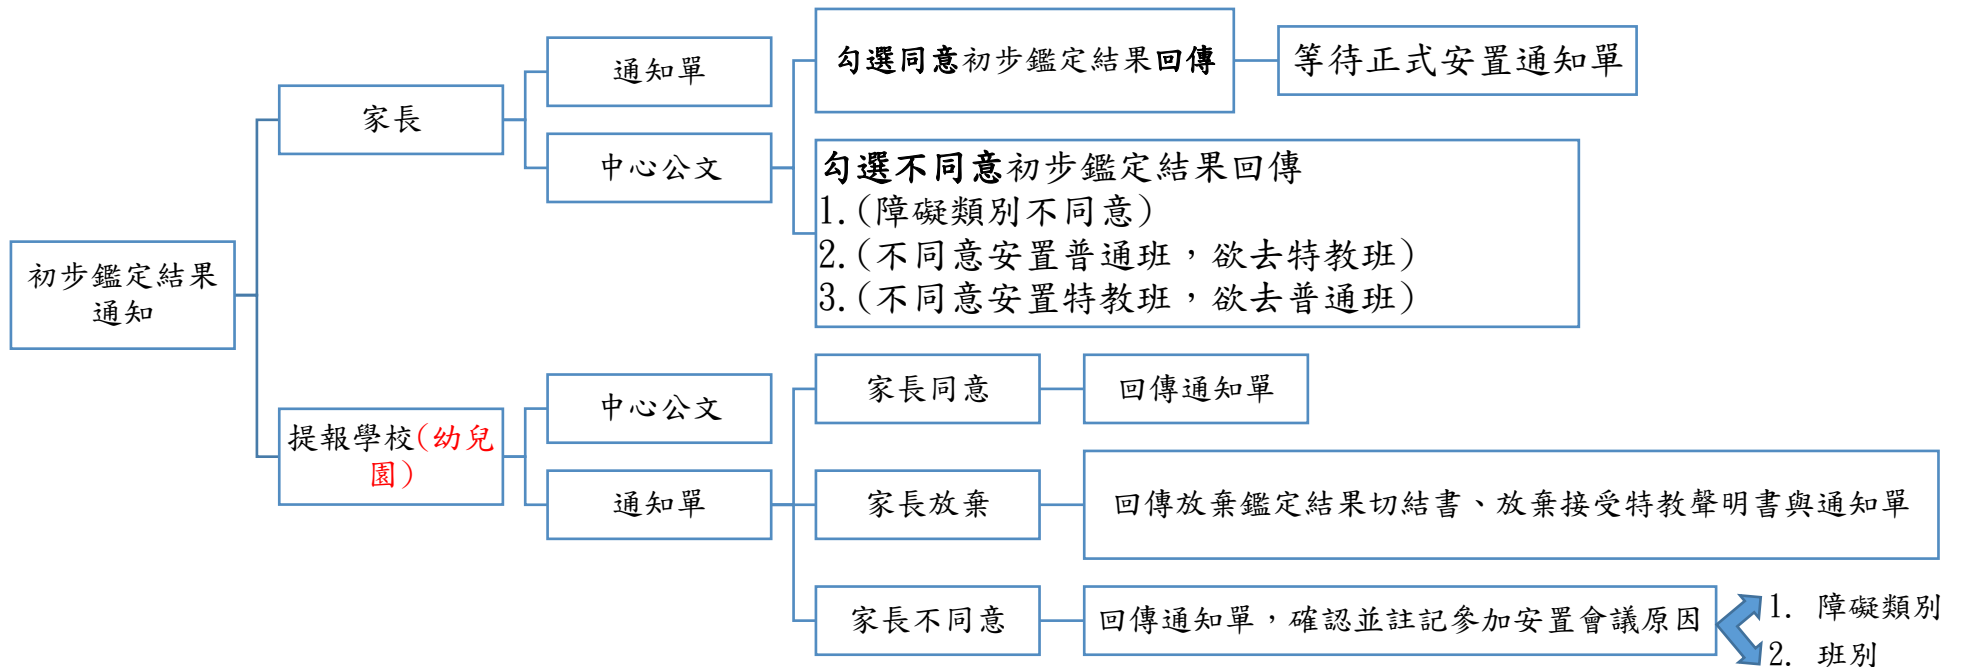 初步鑑定結果
通知
家長
通知單
中心公文
勾選同意初步鑑定結果回傳
等待正式安置通知單
勾選不同意初步鑑定結果回傳
1.(障礙類別不同意)
2.(不同意安置普通班，欲去特教班)
3.(不同意安置特教班，欲去普通班)
提報學校(幼兒
園)
中心公文
通知單
家長同意
回傳通知單
家長放棄
回傳放棄鑑定結果切結書、放棄接受特教聲明書與通知單
家長不同意
回傳通知單，確認並註記參加安置會議原因
1. 障礙類別
2. 班別